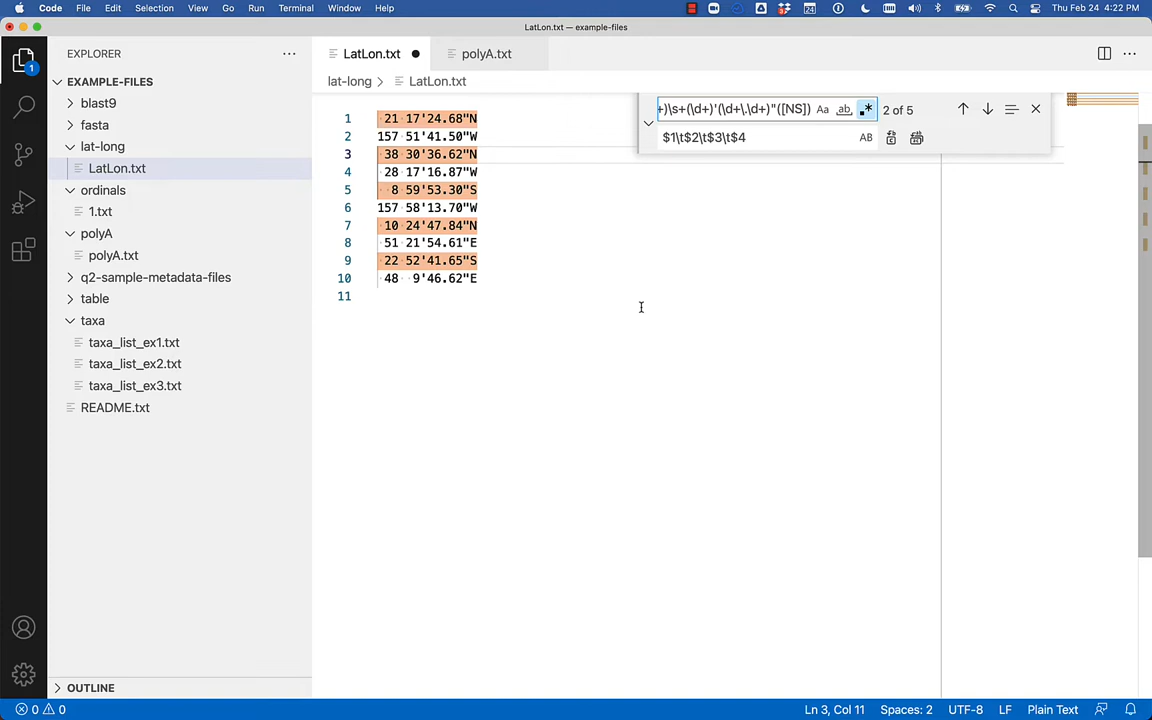 Code File Edit Selection View Go Run Terminal Window Help Thu Feb 24 4:22 PM
LatLon.txt — example-files
EXPLORER
LatLon.txt
polyA.txt
lat-long
LatLon.txt
EXAMPLE-FILES
blast9
fasta
lat-long
LatLon.txt
ordinals
1.txt
polyA
polyA.txt
q2-sample-metadata-files
table
taxa
taxa_list_ex1.txt
taxa_list_ex2.txt
taxa_list_ex3.txt
README.txt
OUTLINE
1 21 17'24.68"N
2 157 51'41.50"W
3 38 30'36.62"N
4 28 17'16.87"W
5 8 59'53.30"S
6 157 58'13.70"W
7 10 24'47.84"N
8 51 21'54.61"E
9 22 52'41.65"S
10 48 9'46.62"E
11
+)\s+(\d+)'(\d+\.\d+)"([NS]) Aa ab 2 of 5
$1\t$2\t$3\t$4 AB
1
0 0 Ln 3, Col 11 Spaces: 2 UTF-8 LF Plain Text